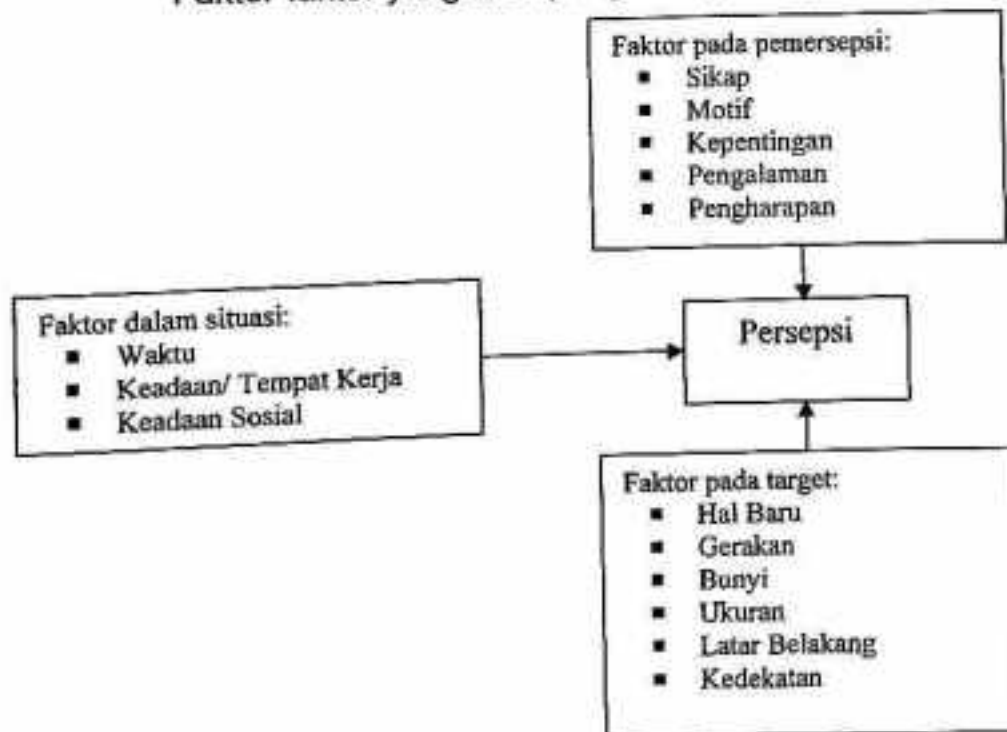 yang
Faktor pada pemersepsi:
▪ Sikap
▪ Motif
▪ Kepentingan
▪ Pengalaman
▪ Pengharapan
Faktor dalam situasi:
▪ Waktu
▪ Keadaan/ Tempat Kerja
▪ Keadaan Sosial
Persepsi
Faktor pada target:
▪ Hal Baru
▪ Gerakan
▪ Bunyi
▪ Ukuran
▪ Latar Belakang
▪ Kedekatan